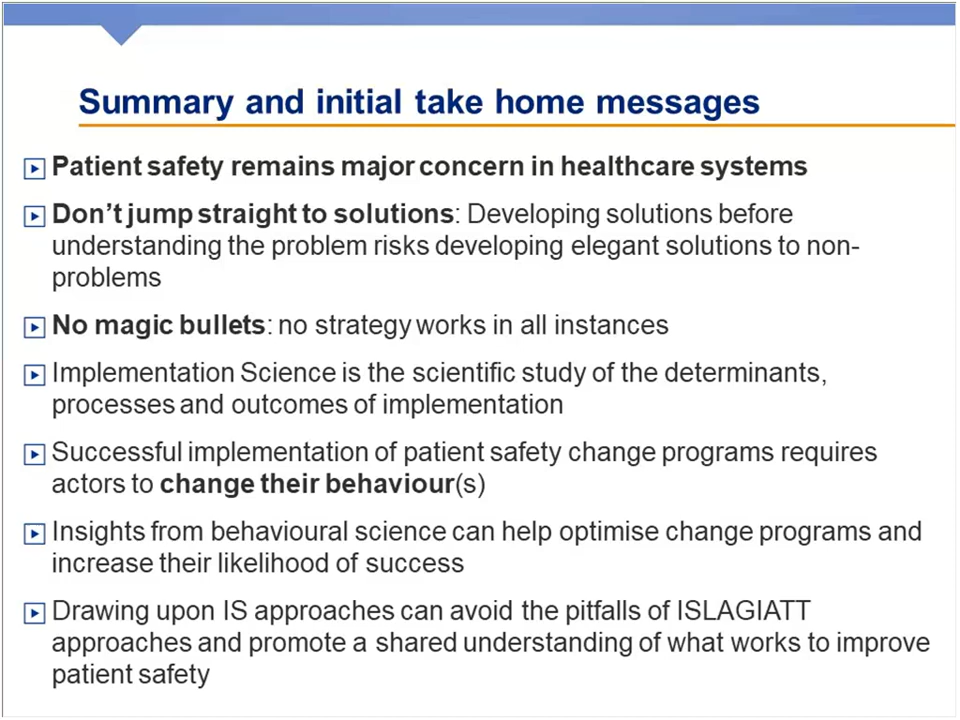 Summary and initial take home messages
Patient safety remains major concern in healthcare systems
Don’t jump straight to solutions: Developing solutions before
understanding the problem risks developing elegant solutions to non-
problems
No magic bullets: no strategy works in all instances
Implementation Science is the scientific study of the determinants,
processes and outcomes of implementation
Successful implementation of patient safety change programs requires
actors to change their behaviour(s)
Insights from behavioural science can help optimise change programs and
increase their likelihood of success
Drawing upon IS approaches can avoid the pitfalls of ISLAGIATT
approaches and promote a shared understanding of what works to improve
patient safety